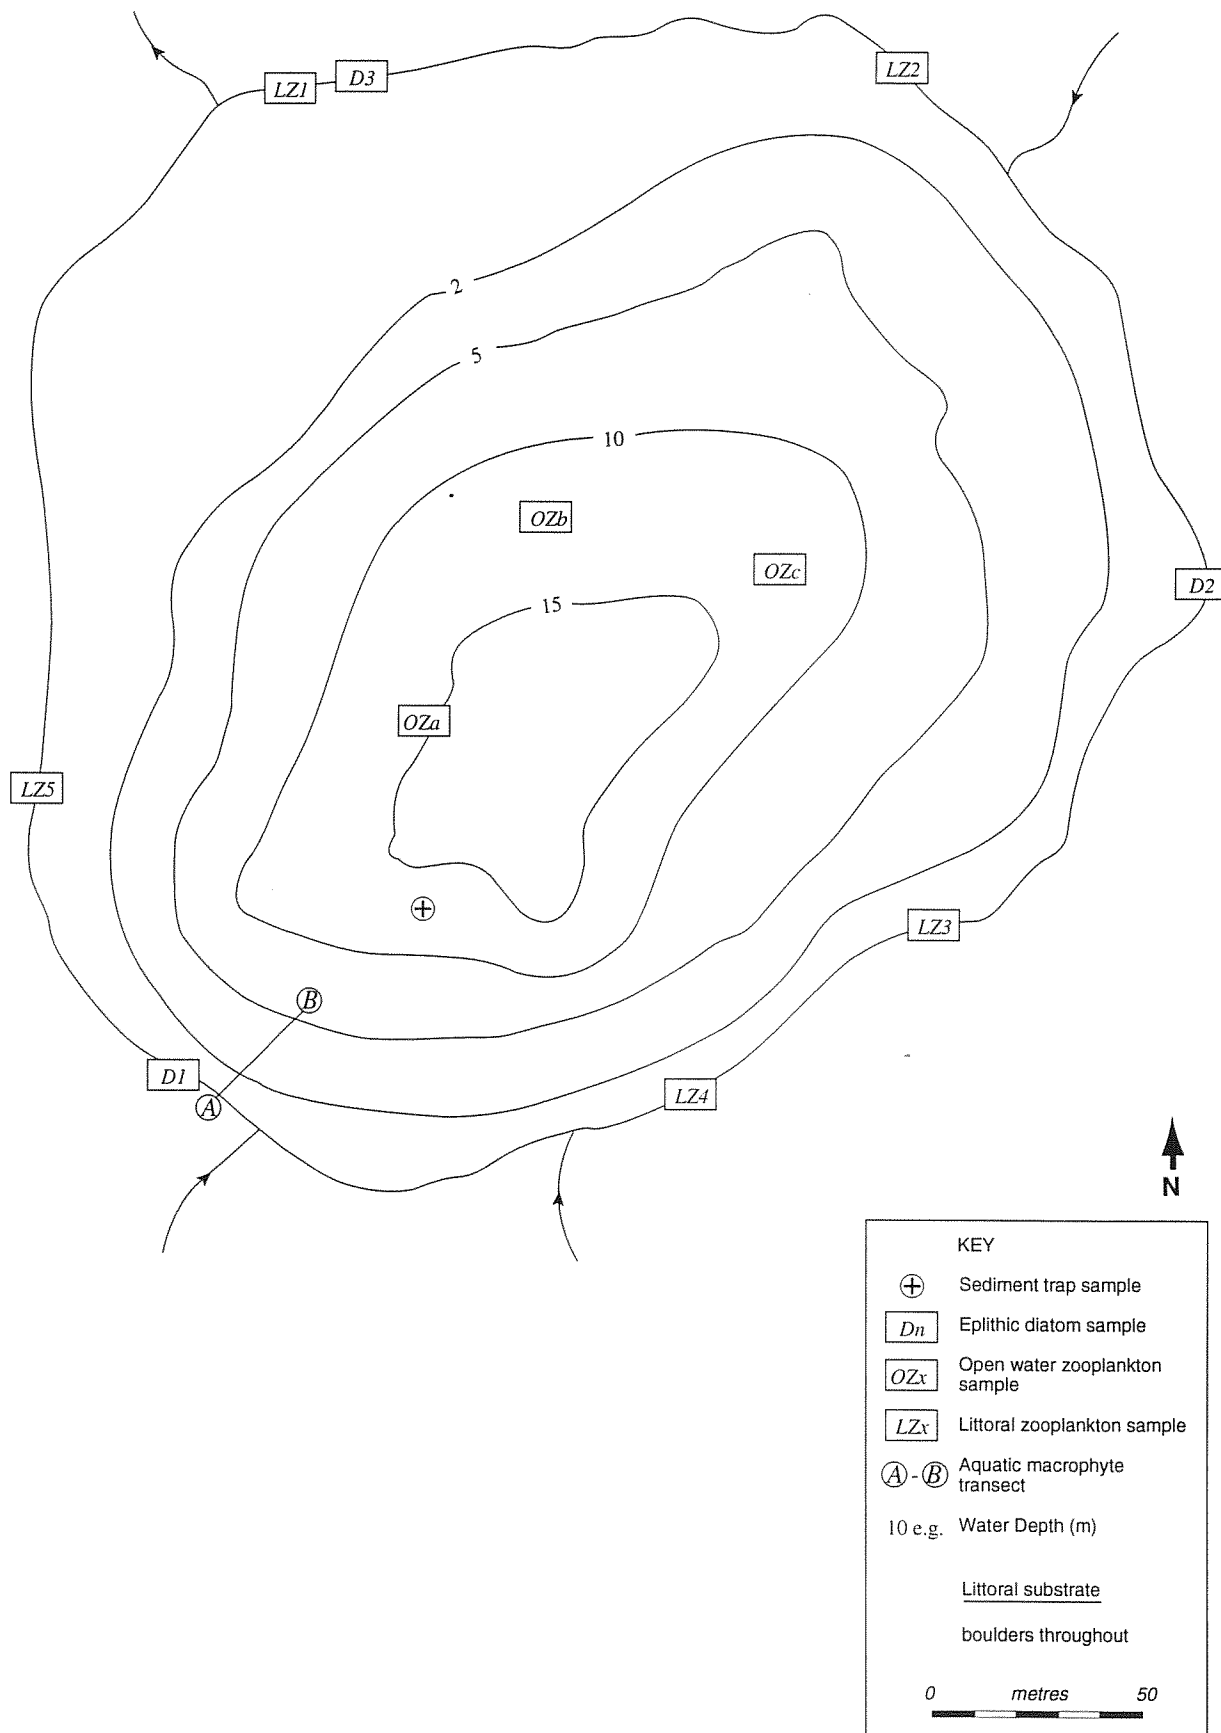 LZ1
D3
LZ2
2
5
10
OZb
OZc
D2
15
OZa
LZ5
LZ3
B
D1
A
LZ4
N
KEY
Sediment trap sample
Dn Eplithic diatom sample
OZx Open water zooplankton
sample
LZx Littoral zooplankton sample
A - B Aquatic macrophyte
transect
10 e.g. Water Depth (m)
Littoral substrate
boulders throughout
0 metres 50